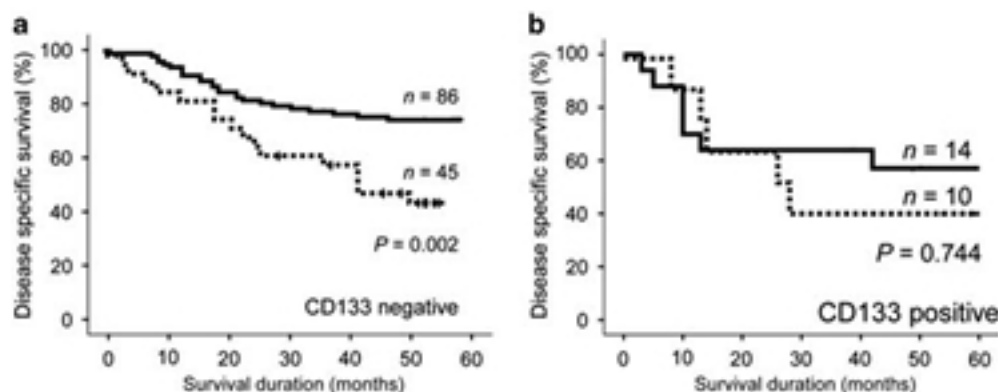 a
Disease specific survival (%)
100
80
60
40
20
0
n = 86
n = 45
P = 0.002
CD133 negative
0 10 20 30 40 50 60
Survival duration (months)
b
Disease specific survival (%)
100
80
60
40
20
0
n = 14
n = 10
P = 0.744
CD133 positive
0 10 20 30 40 50 60
Survival duration (months)